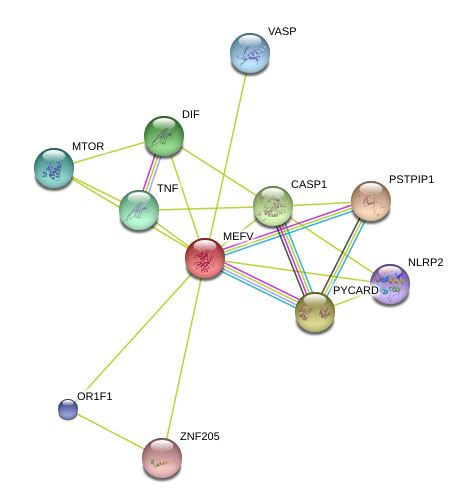 VASP
DIF
MTOR
TNF
CASP1
PSTPIP1
MEFV
NLRP2
PYCARD
OR1F1
ZNF205